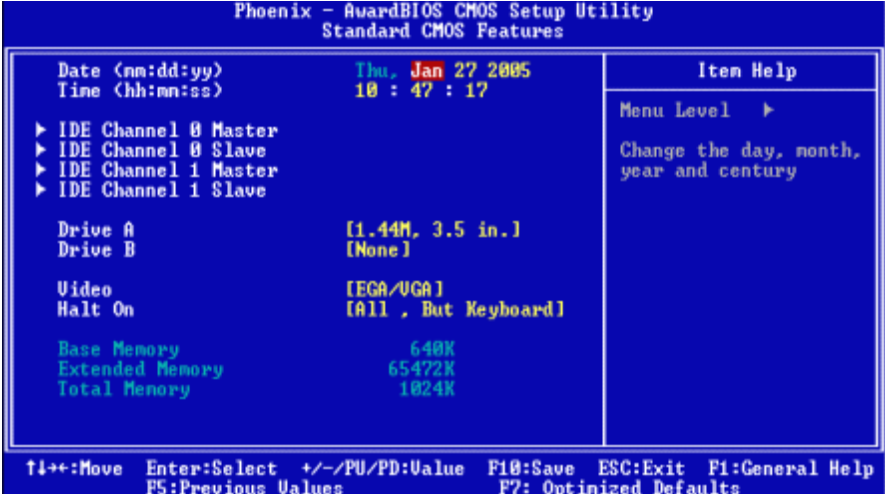 Phoenix - AwardBIOS CMOS Setup Utility
Standard CMOS Features
Date (mm:dd:yy) Thu, Jan 27 2005
Time (hh:mm:ss) 10 : 47 : 17
▶ IDE Channel 0 Master
▶ IDE Channel 0 Slave
▶ IDE Channel 1 Master
▶ IDE Channel 1 Slave
Drive A [1.44M, 3.5 in.]
Drive B [None]
Video [EGA/VGA]
Halt On [All , But Keyboard]
Base Memory 640K
Extended Memory 65472K
Total Memory 1024K
Item Help
Menu Level ▶
Change the day, month,
year and century
↑↓→←:Move Enter:Select +/-/PU/PD:Value F10:Save ESC:Exit F1:General Help
F5:Previous Values F7: Optimized Defaults